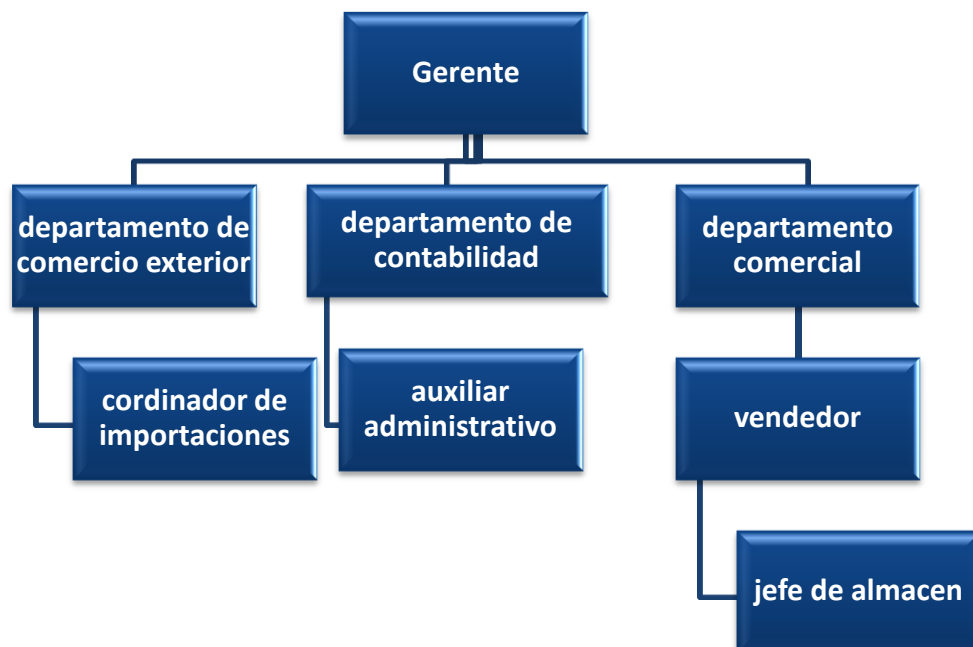 Gerente
departamento de
comercio exterior
departamento de
contabilidad
departamento
comercial
cordinador de
importaciones
auxiliar
administrativo
vendedor
jefe de almacen